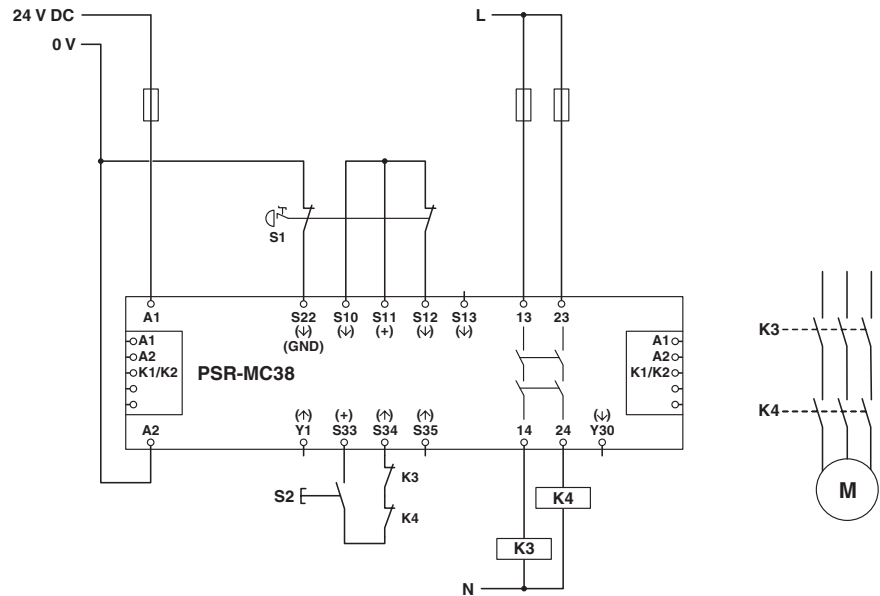 24 V DC
0 V
L
S1
A1 S22 S10 S11 S12 S13 13 23
(↓) (↓) (+) (↓) (↓)
(GND)
A1
A2
K1/K2
PSR-MC38
A1
A2
K1/K2
(↑) (+) (↑) (↑) (↓)
A2 Y1 S33 S34 S35 14 24 Y30
K3
K4
M
S2
K3
K4
K4
K3
N